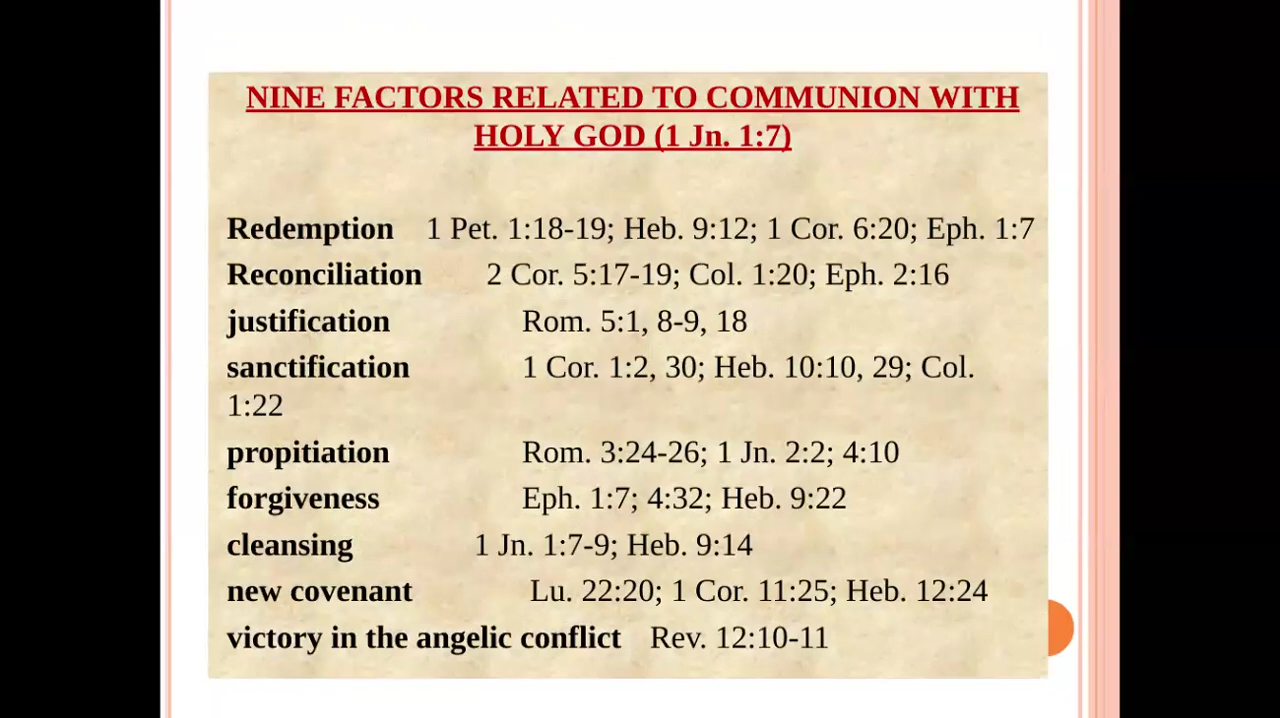 NINE FACTORS RELATED TO COMMUNION WITH
HOLY GOD (1 Jn. 1:7)
Redemption 1 Pet. 1:18-19; Heb. 9:12; 1 Cor. 6:20; Eph. 1:7
Reconciliation 2 Cor. 5:17-19; Col. 1:20; Eph. 2:16
justification Rom. 5:1, 8-9, 18
sanctification 1 Cor. 1:2, 30; Heb. 10:10, 29; Col.
1:22
propitiation Rom. 3:24-26; 1 Jn. 2:2; 4:10
forgiveness Eph. 1:7; 4:32; Heb. 9:22
cleansing 1 Jn. 1:7-9; Heb. 9:14
new covenant Lu. 22:20; 1 Cor. 11:25; Heb. 12:24
victory in the angelic conflict Rev. 12:10-11